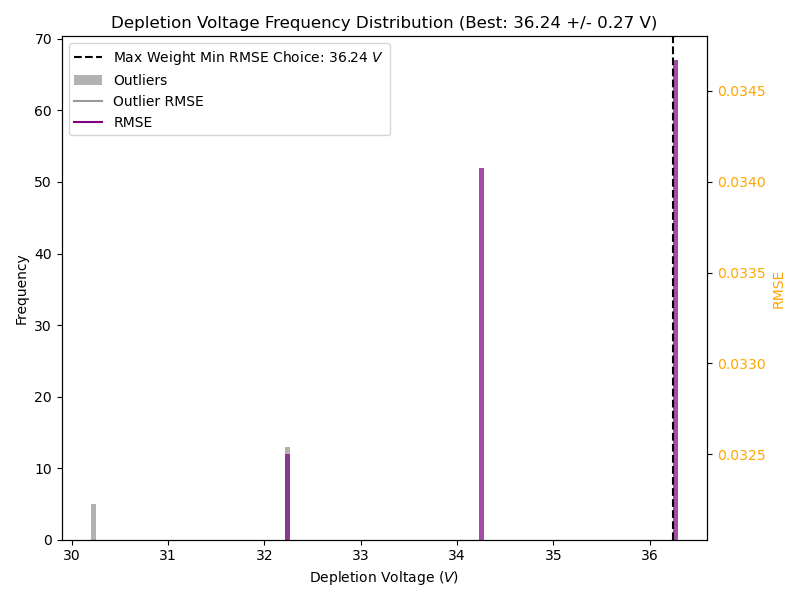 Depletion Voltage Frequency Distribution (Best: 36.24 +/- 0.27 V)
Max Weight Min RMSE Choice: 36.24 V
Outliers
Outlier RMSE
RMSE
70
60
50
40
30
20
10
0
Frequency
0.0345
0.0340
0.0335
0.0330
0.0325
RMSE
30 31 32 33 34 35 36
Depletion Voltage (V)